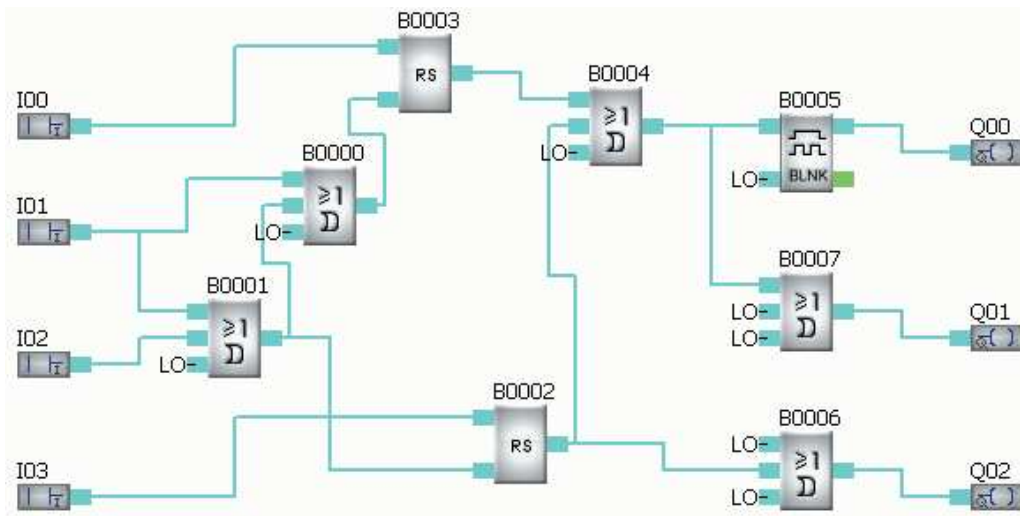 B0003
RS
B0004
≥1
LO
B0005
BLNK
LO
I00
Q00
B0000
≥1
LO
I01
B0007
≥1
LO
LO
Q01
B0001
≥1
LO
I02
B0002
RS
B0006
LO
≥1
LO
I03
Q02